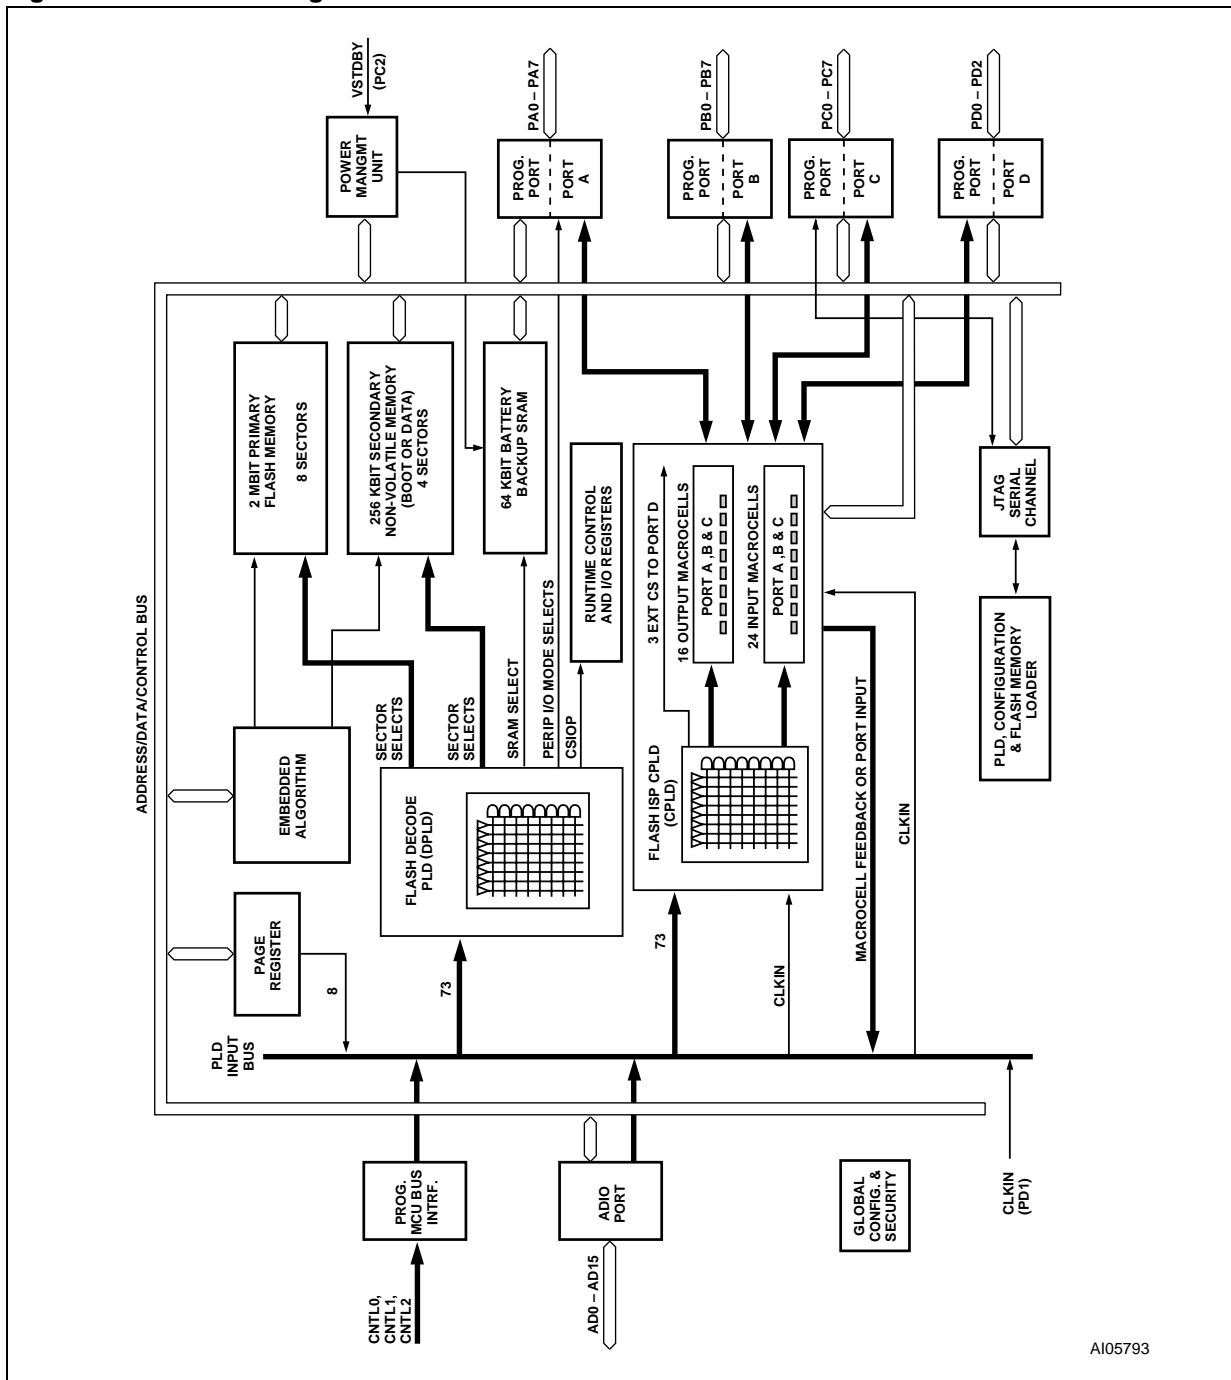 ADDRESS/DATA/CONTROL BUS
CNTL0,
CNTL1,
CNTL2
PROG.
MCU BUS
INTRF.
PLD
INPUT
BUS
PAGE
REGISTER
8
EMBEDDED
ALGORITHM
2 MBIT PRIMARY
FLASH MEMORY
8 SECTORS
VSTDBY
(PC2)
POWER
MANGMT
UNIT
256 KBIT SECONDARY
NON-VOLATILE MEMORY
(BOOT OR DATA)
4 SECTORS
SECTOR
SELECTS
SECTOR
SELECTS
FLASH DECODE
PLD (DPLD)
73
64 KBIT BATTERY
BACKUP SRAM
SRAM SELECT
PERIP I/O MODE SELECTS
CSIOP
RUNTIME CONTROL
AND I/O REGISTERS
PA0 – PA7
PROG.
PORT
PORT
A
AD0 – AD15
ADIO
PORT
73
FLASH ISP CPLD
(CPLD)
3 EXT CS TO PORT D
16 OUTPUT MACROCELLS
PORT A ,B & C
24 INPUT MACROCELLS
PORT A ,B & C
PB0 – PB7
PROG.
PORT
PORT
B
CLKIN
PC0 – PC7
PROG.
PORT
PORT
C
MACROCELL FEEDBACK OR PORT INPUT
CLKIN
GLOBAL
CONFIG. &
SECURITY
PD0 – PD2
PROG.
PORT
PORT
D
JTAG
SERIAL
CHANNEL
PLD, CONFIGURATION
& FLASH MEMORY
LOADER
CLKIN
(PD1)
AI05793